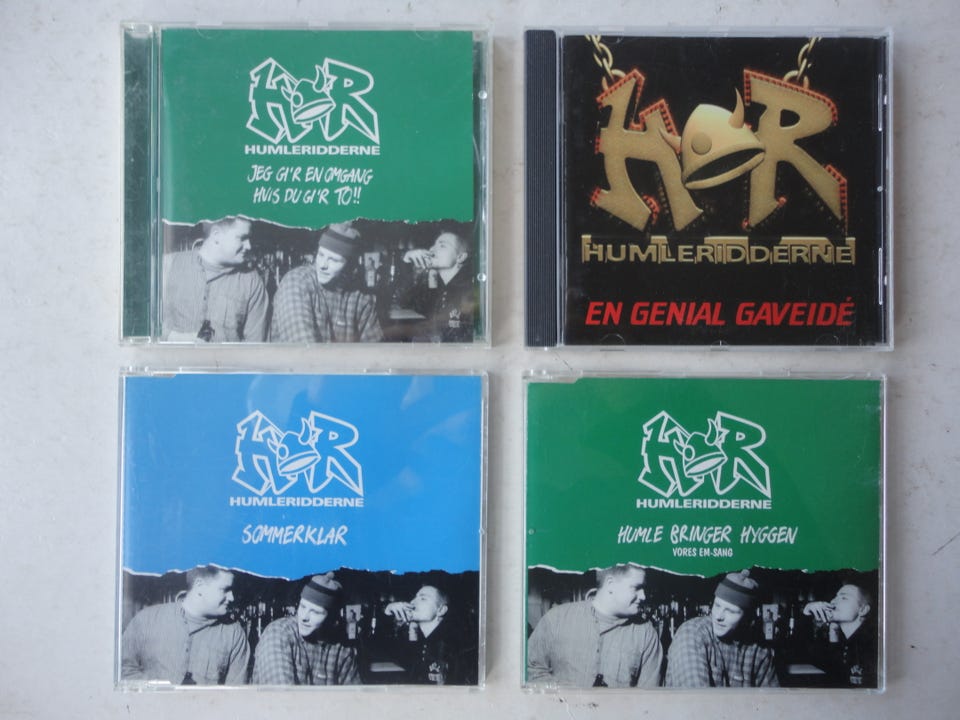 HR
HUMLERIDDERNE
JEG GI'R EN OMGANG
HVIS DU GI'R TO!!
HR
HUMLERIDDERNE
EN GENIAL GAVEIDÉ
HR
HUMLERIDDERNE
SOMMERKLAR
HR
HUMLERIDDERNE
HUMLE BRINGER HYGGEN
VORES EM-SANG